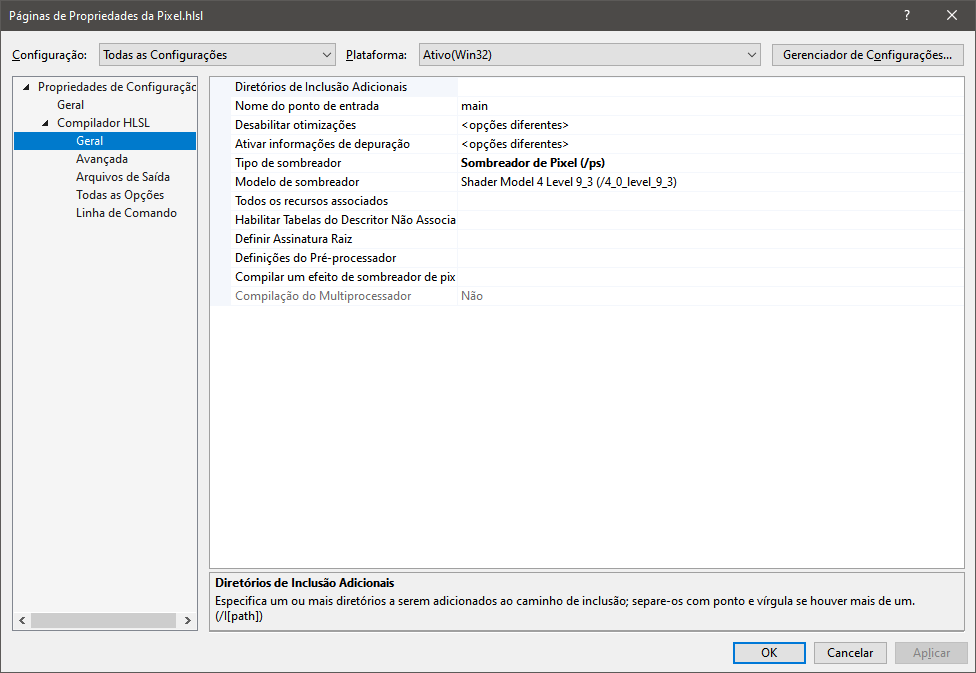 Páginas de Propriedades da Pixel.hlsl
?
Configuração: Todas as Configurações Plataforma: Ativo(Win32) Gerenciador de Configurações...
Propriedades de Configuraçã
Geral
Compilador HLSL
Geral
Avançada
Arquivos de Saída
Todas as Opções
Linha de Comando
Diretórios de Inclusão Adicionais
Nome do ponto de entrada main
Desabilitar otimizações <opções diferentes>
Ativar informações de depuração <opções diferentes>
Tipo de sombreador Sombreador de Pixel (/ps)
Modelo de sombreador Shader Model 4 Level 9_3 (/4_0_level_9_3)
Todos os recursos associados
Habilitar Tabelas do Descritor Não Associa
Definir Assinatura Raiz
Definições do Pré-processador
Compilar um efeito de sombreador de pix
Compilação do Multiprocessador Não
Diretórios de Inclusão Adicionais
Especifica um ou mais diretórios a serem adicionados ao caminho de inclusão; separe-os com ponto e vírgula se houver mais de um.
(/I[path])
OK Cancelar Aplicar